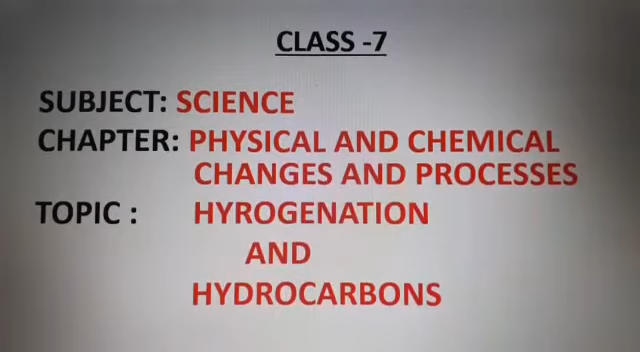 CLASS -7
SUBJECT: SCIENCE
CHAPTER: PHYSICAL AND CHEMICAL
CHANGES AND PROCESSES
TOPIC : HYROGENATION
AND
HYDROCARBONS